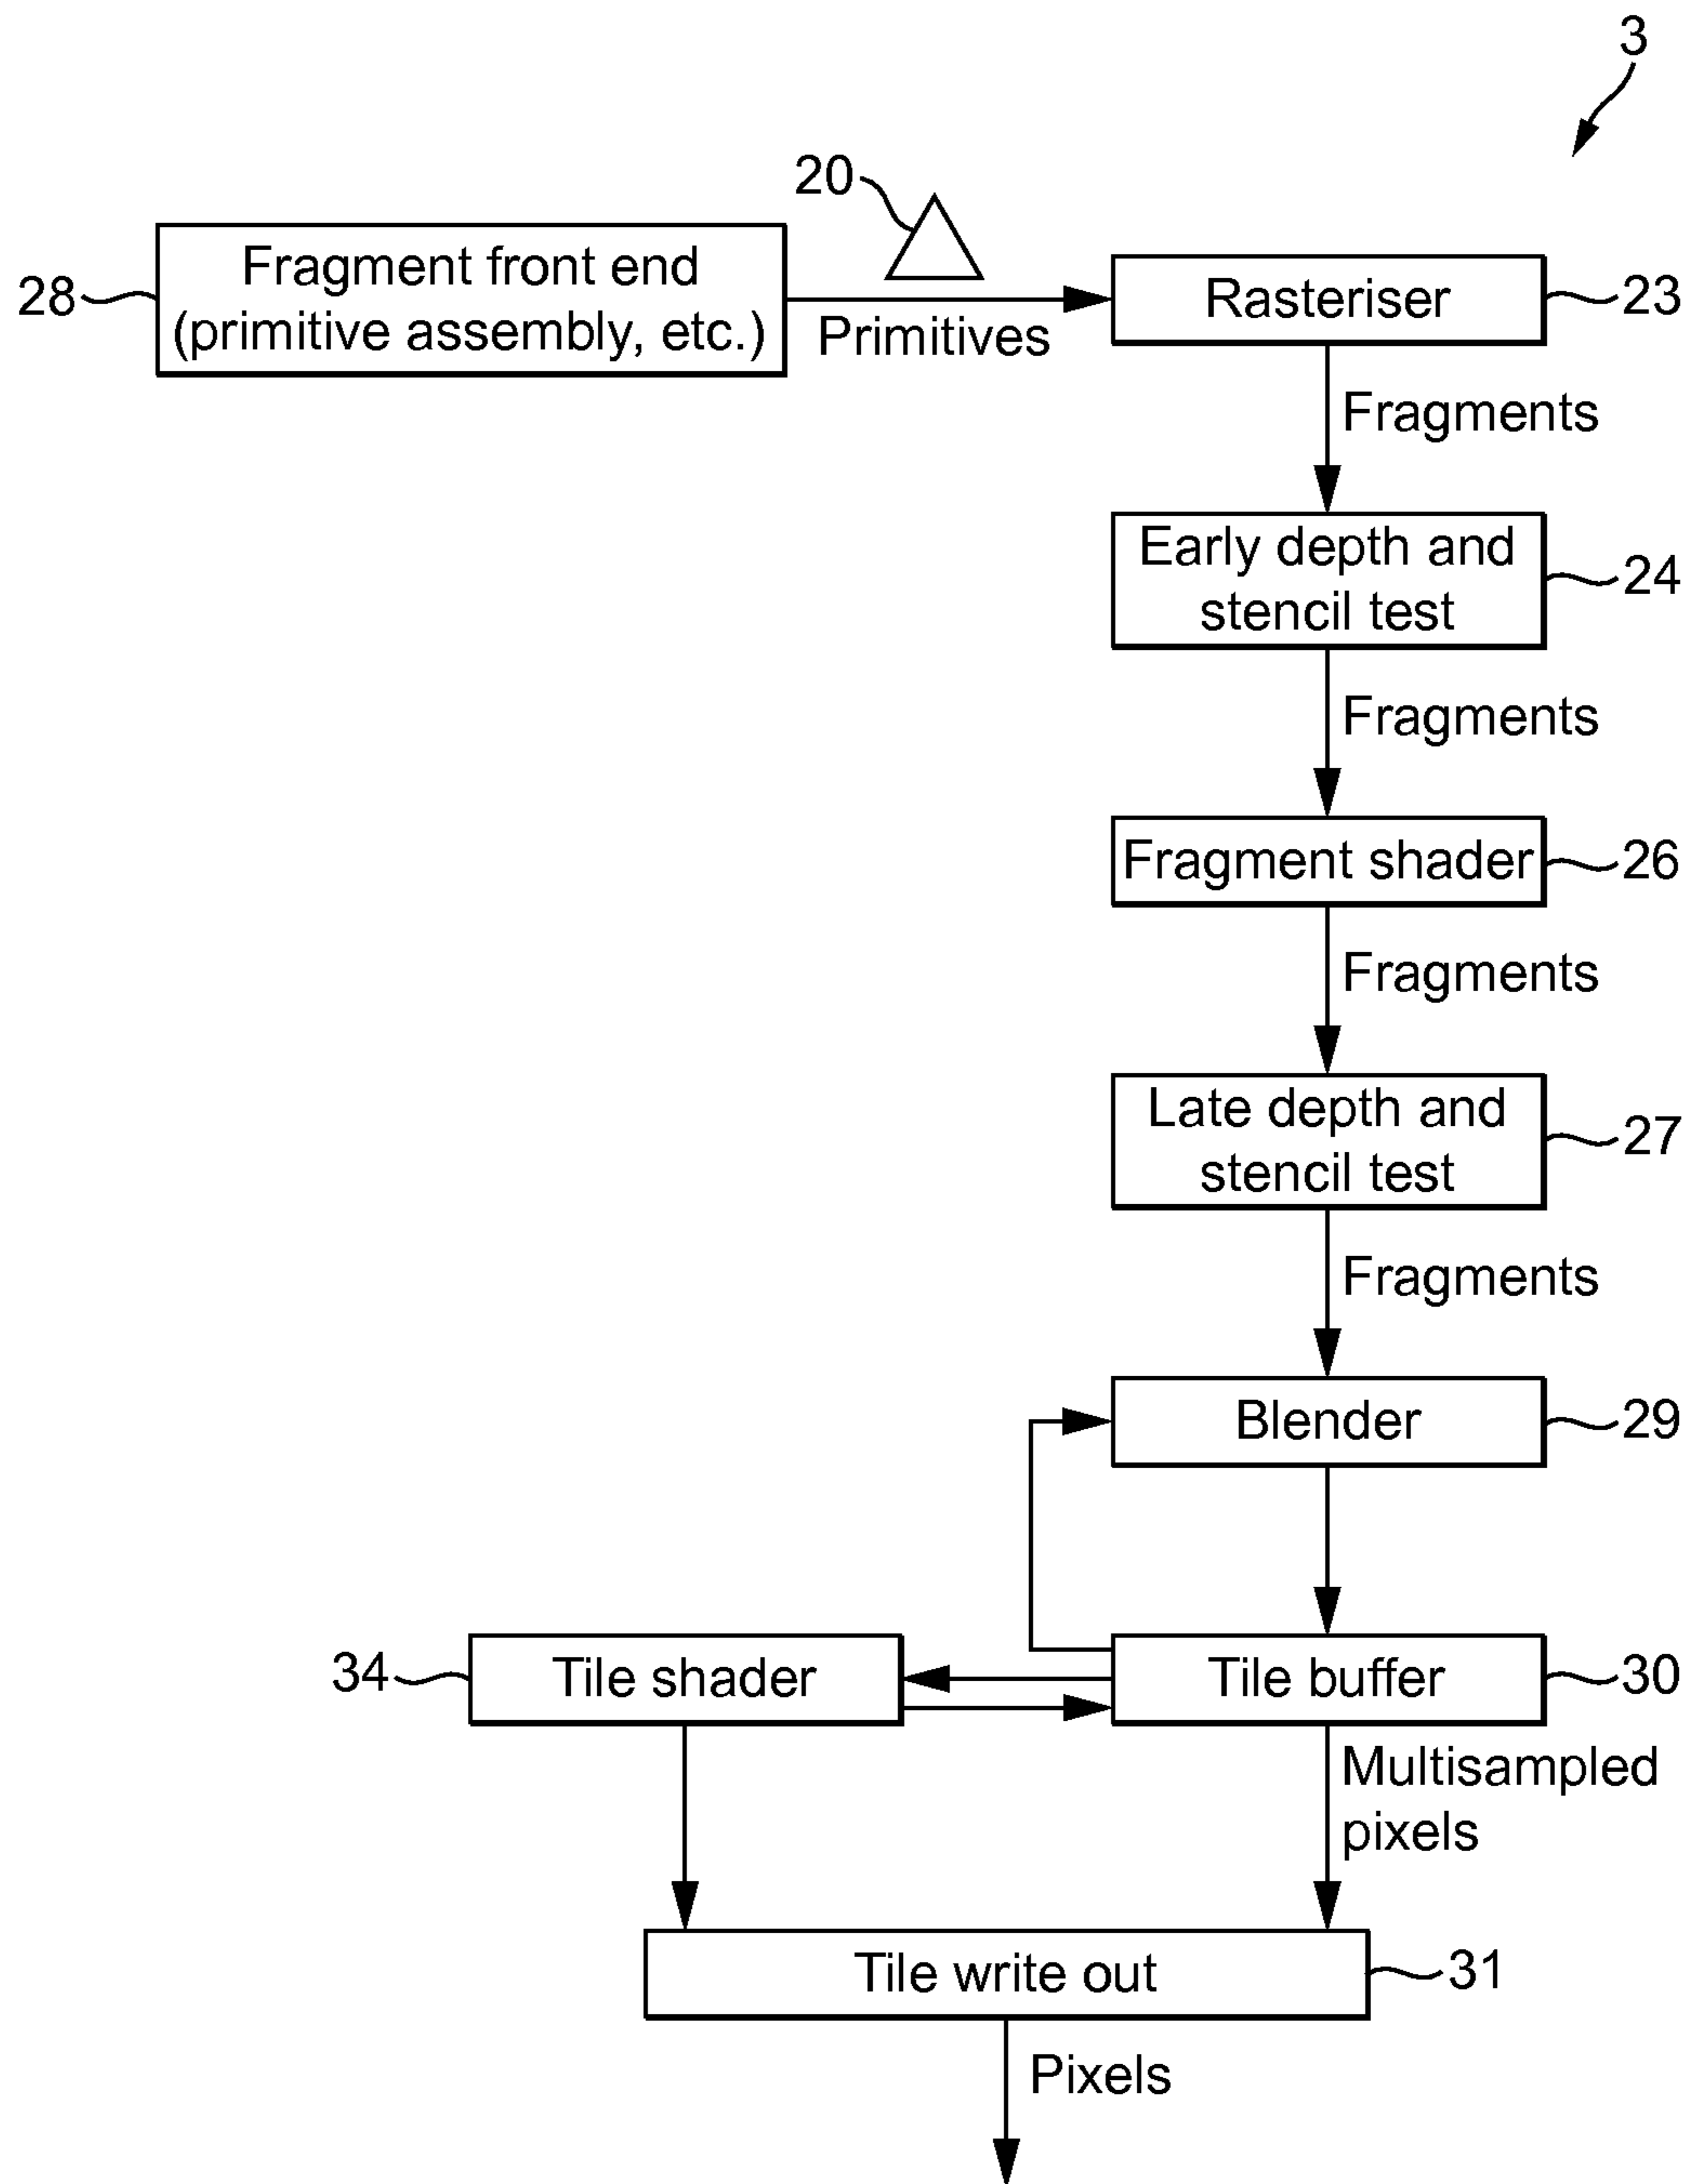 3
20
28
Fragment front end
(primitive assembly, etc.)
Primitives
Rasteriser
23
Fragments
Early depth and
stencil test
24
Fragments
Fragment shader
26
Fragments
Late depth and
stencil test
27
Fragments
Blender
29
34
Tile shader
Tile buffer
30
Multisampled
pixels
Tile write out
31
Pixels